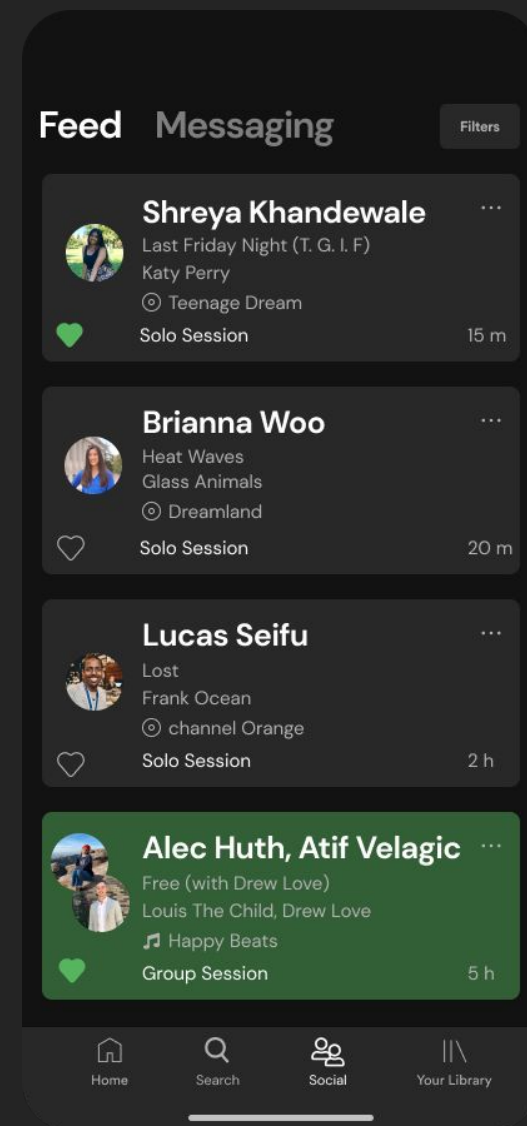 Feed Messaging Filters
Shreya Khandewale ...
Last Friday Night (T. G. I. F)
Katy Perry
Teenage Dream
Solo Session 15 m
Brianna Woo ...
Heat Waves
Glass Animals
Dreamland
Solo Session 20 m
Lucas Seifu ...
Lost
Frank Ocean
channel Orange
Solo Session 2 h
Alec Huth, Atif Velagic ...
Free (with Drew Love)
Louis The Child, Drew Love
Happy Beats
Group Session 5 h
Home Search Social Your Library